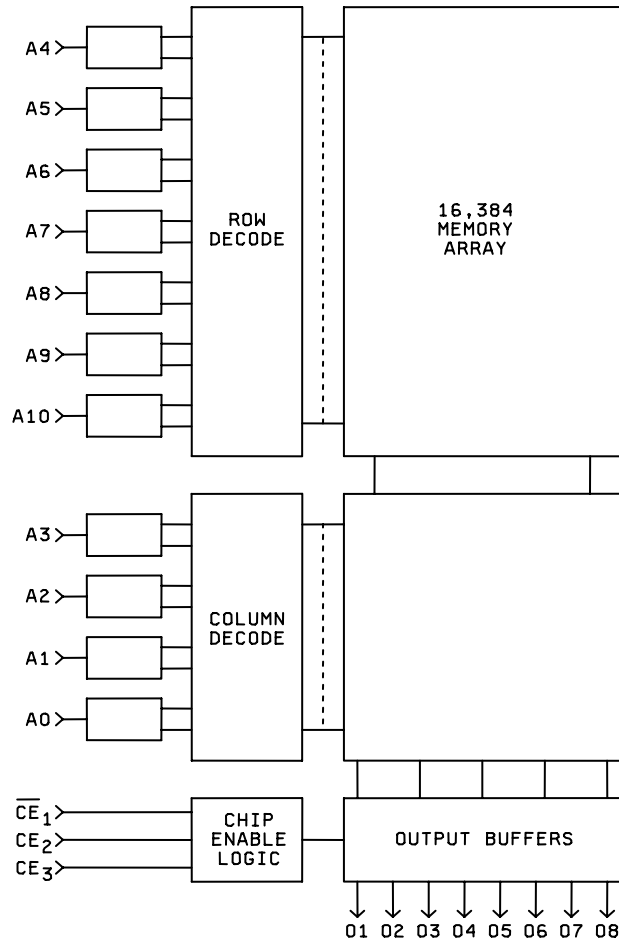 A4
A5
A6
A7
A8
A9
A10
ROW
DECODE
16,384
MEMORY
ARRAY
A3
A2
A1
A0
COLUMN
DECODE
C̅E̅1
CE2
CE3
CHIP
ENABLE
LOGIC
OUTPUT BUFFERS
O1 O2 O3 O4 O5 O6 O7 O8